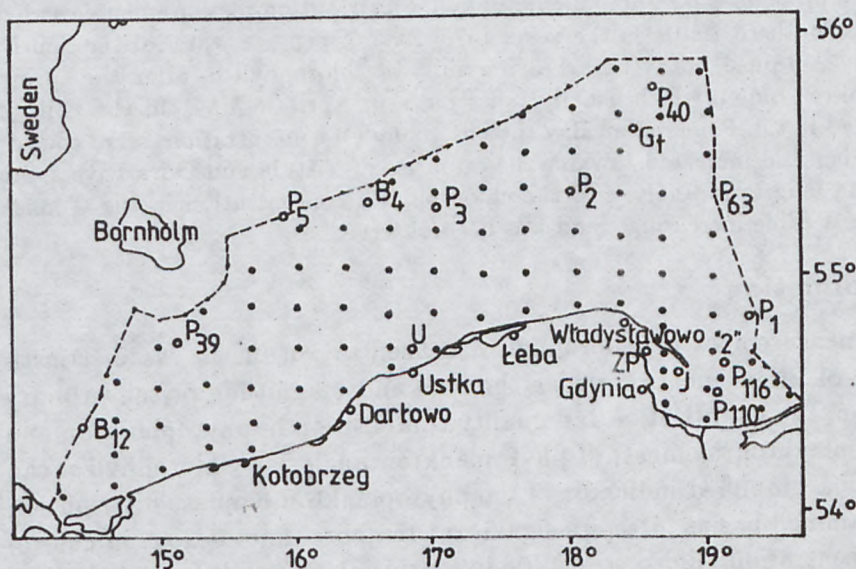 56°
Sweden
P40
Gt
P5
B4
P3
P2
P63
Bornholm
55°
P1
P39
U
Łeba
Władysławowo
"2"
ZP
Ustka
J
P116
Gdynia
Dartowo
P110
B12
Kołobrzeg
54°
15°
16°
17°
18°
19°